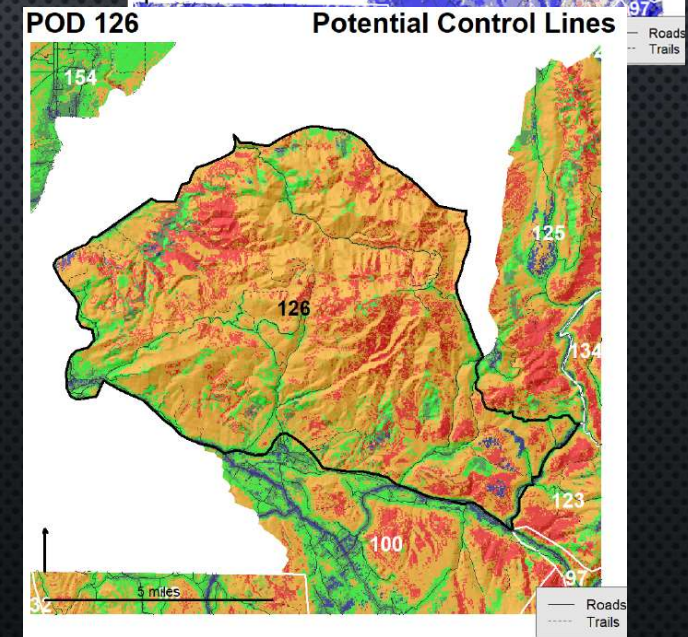 97
Roads
Trails
POD 126 Potential Control Lines
154
125
126
134
123
100
97
32
5 miles
Roads
Trails